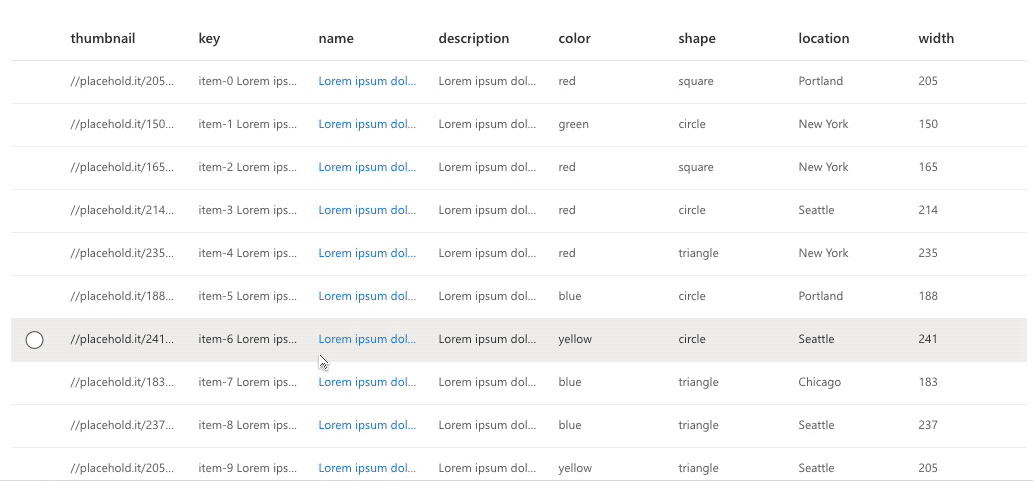 thumbnail key name description color shape location width
//placehold.it/205... item-0 Lorem ips... Lorem ipsum dol... Lorem ipsum dol... red square Portland 205
//placehold.it/150... item-1 Lorem ips... Lorem ipsum dol... Lorem ipsum dol... green circle New York 150
//placehold.it/165... item-2 Lorem ips... Lorem ipsum dol... Lorem ipsum dol... red square New York 165
//placehold.it/214... item-3 Lorem ips... Lorem ipsum dol... Lorem ipsum dol... red circle Seattle 214
//placehold.it/235... item-4 Lorem ips... Lorem ipsum dol... Lorem ipsum dol... red triangle New York 235
//placehold.it/188... item-5 Lorem ips... Lorem ipsum dol... Lorem ipsum dol... blue circle Portland 188
//placehold.it/241... item-6 Lorem ips... Lorem ipsum dol... Lorem ipsum dol... yellow circle Seattle 241
//placehold.it/183... item-7 Lorem ips... Lorem ipsum dol... Lorem ipsum dol... blue triangle Chicago 183
//placehold.it/237... item-8 Lorem ips... Lorem ipsum dol... Lorem ipsum dol... blue triangle Seattle 237
//placehold.it/205... item-9 Lorem ips... Lorem ipsum dol... Lorem ipsum dol... yellow triangle Seattle 205